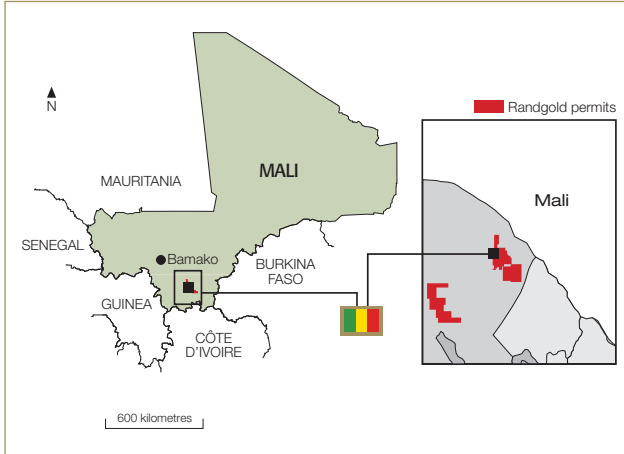 N
Randgold permits
MAURITANIA
MALI
Mali
SENEGAL
Bamako
BURKINA
FASO
GUINEA
CÔTE
D'IVOIRE
600 kilometres